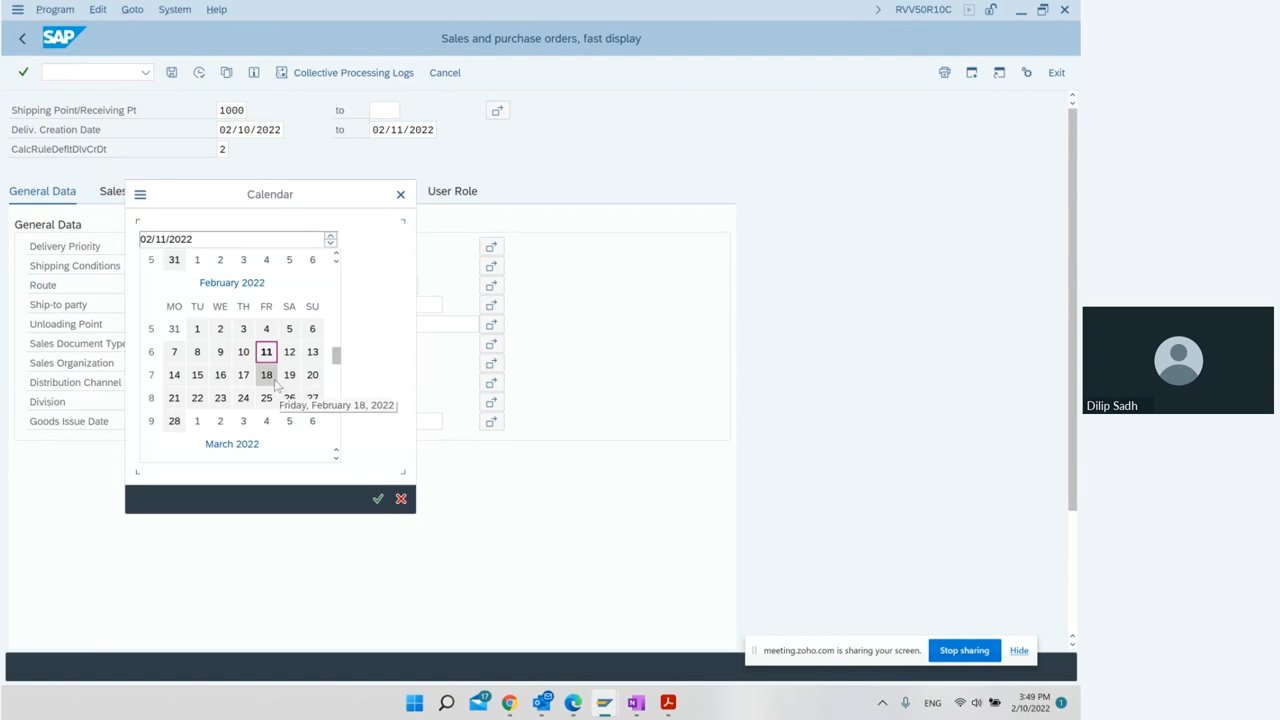 Program Edit Goto System Help RVV50R10C
SAP Sales and purchase orders, fast display
Collective Processing Logs Cancel Exit
Shipping Point/Receiving Pt 1000 to
Deliv. Creation Date 02/10/2022 to 02/11/2022
CalcRuleDefltDlvCrDt 2
General Data Sales User Role
Calendar
General Data
Delivery Priority
Shipping Conditions
Route
Ship-to party
Unloading Point
Sales Document Type
Sales Organization
Distribution Channel
Division
Goods Issue Date
02/11/2022
5 31 1 2 3 4 5 6
February 2022
MO TU WE TH FR SA SU
5 31 1 2 3 4 5 6
6 7 8 9 10 11 12 13
7 14 15 16 17 18 19 20
8 21 22 23 24 25 26 27
Friday, February 18, 2022
9 28 1 2 3 4 5 6
March 2022
Dilip Sadh
meeting.zoho.com is sharing your screen. Stop sharing Hide
17
ENG
3:49 PM
2/10/2022 1